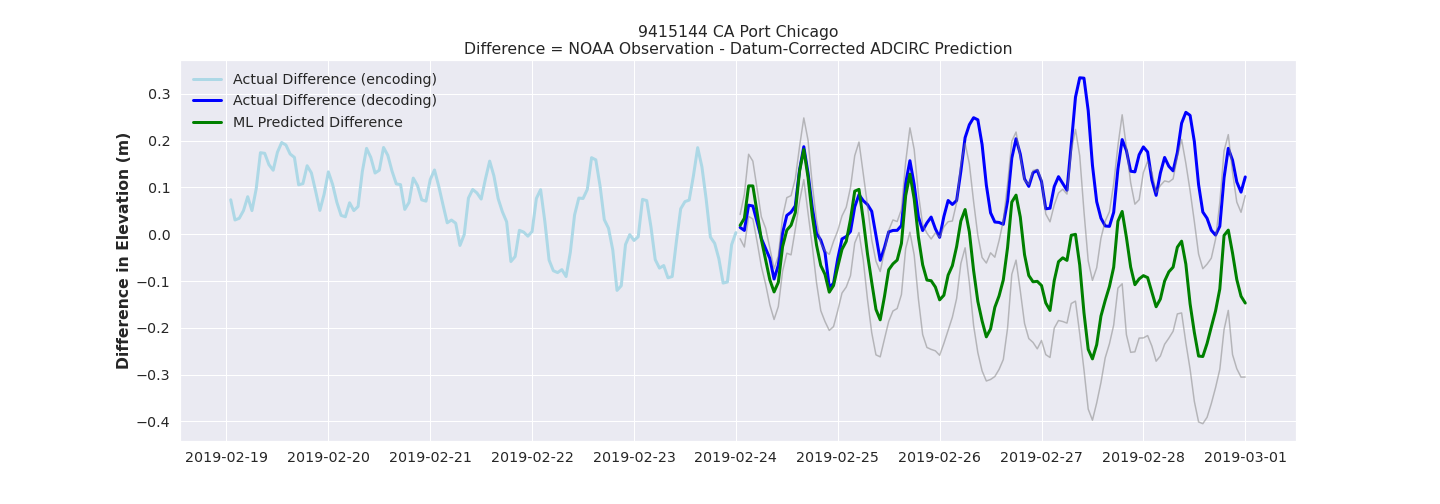 9415144 CA Port Chicago
Difference = NOAA Observation - Datum-Corrected ADCIRC Prediction
Actual Difference (encoding)
Actual Difference (decoding)
ML Predicted Difference
Difference in Elevation (m)
0.3
0.2
0.1
0.0
−0.1
−0.2
−0.3
−0.4
2019-02-19 2019-02-20 2019-02-21 2019-02-22 2019-02-23 2019-02-24 2019-02-25 2019-02-26 2019-02-27 2019-02-28 2019-03-01